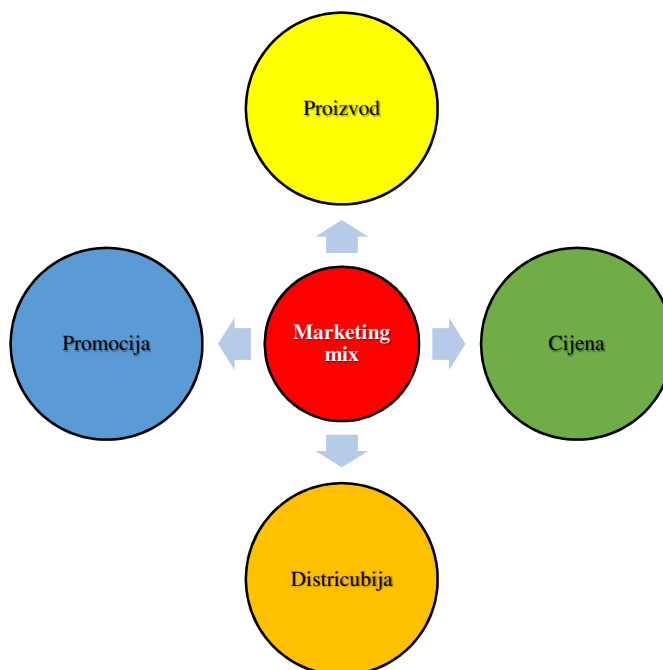 Proizvod
Promocija
Marketing
mix
Cijena
Districubija